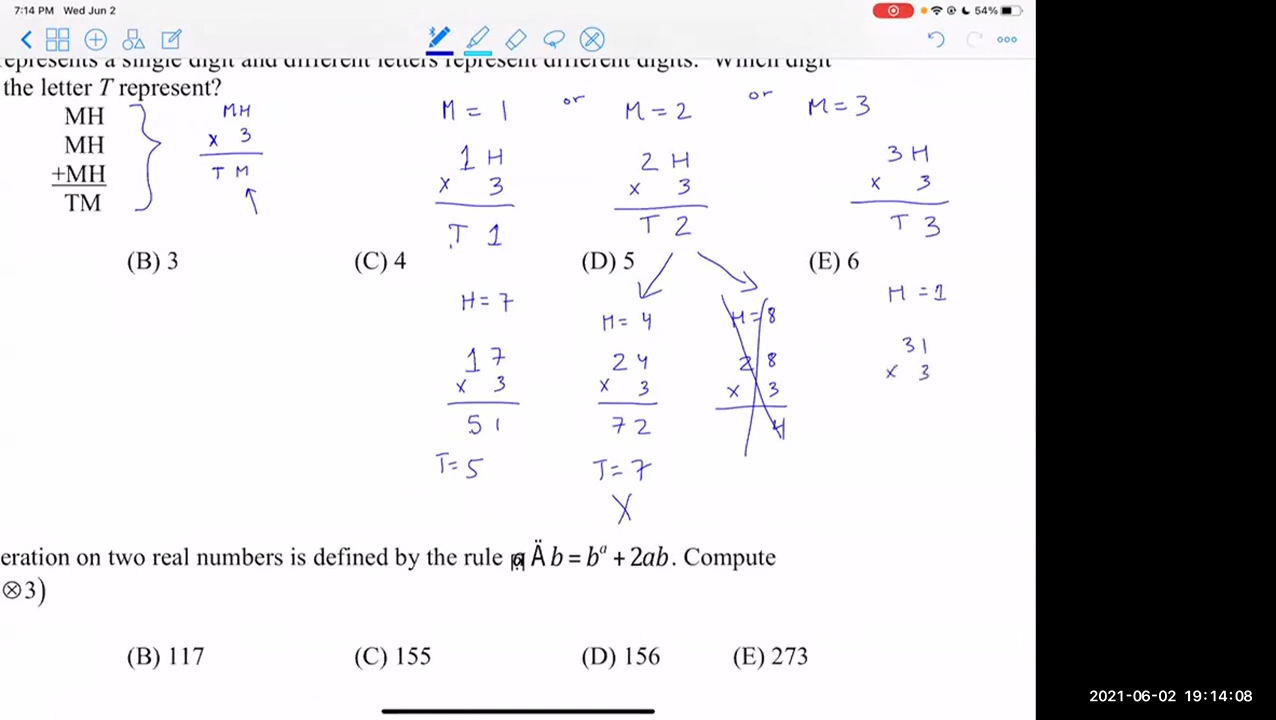 7:14 PM Wed Jun 2
54%
represents a single digit and different letters represent different digits. Which digit
the letter T represent?
MH
MH
+MH
TM
MH
x 3
T M
M = 1 or M = 2 or M = 3
1 H
x 3
T 1
2 H
x 3
T 2
3 H
x 3
T 3
(B) 3 (C) 4 (D) 5 (E) 6
H = 7
1 7
x 3
5 1
T = 5
H = 4
2 4
x 3
7 2
T = 7
X
H = 8
2 8
x 3
4
H = 1
3 1
x 3
eration on two real numbers is defined by the rule a Ä b = bᵃ + 2ab. Compute
⊗3)
(B) 117 (C) 155 (D) 156 (E) 273
2021-06-02 19:14:08